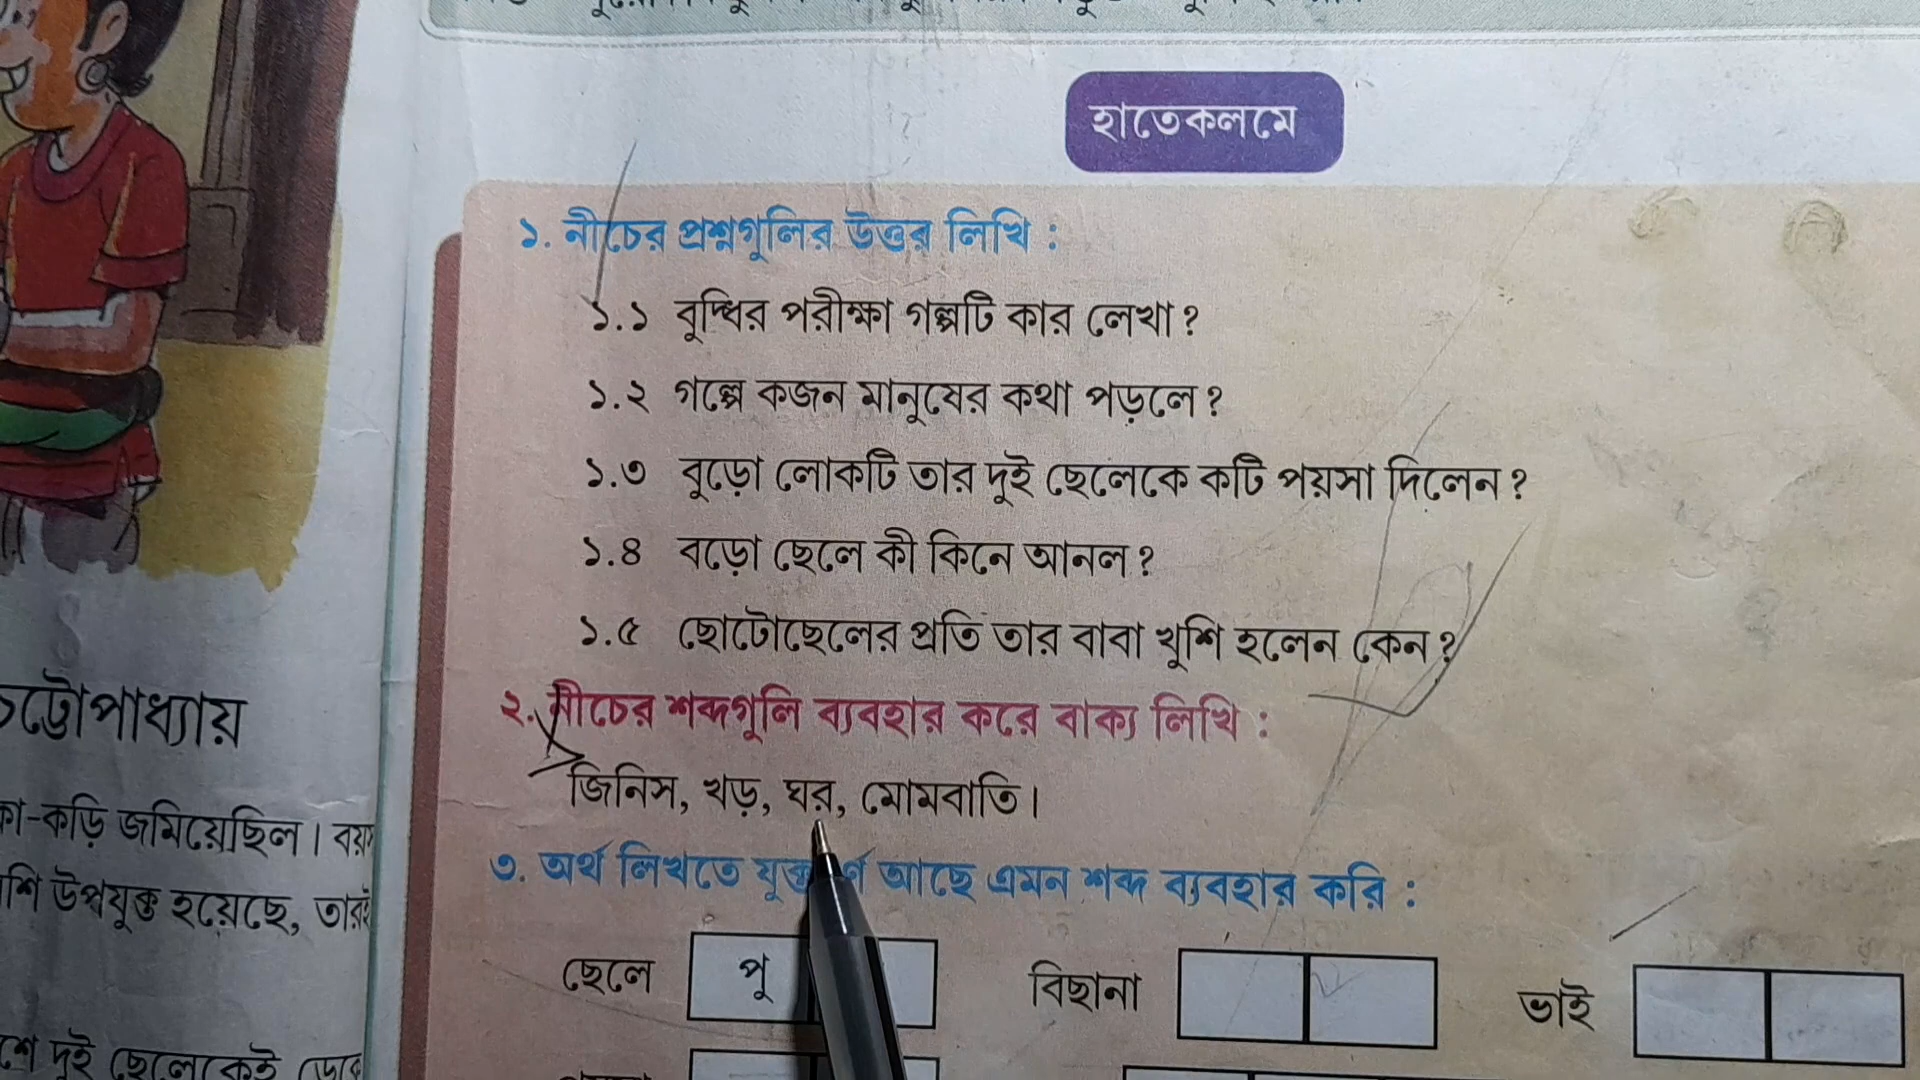 হাতেকলমে
১. নীচের প্রশ্নগুলির উত্তর লিখি :
১.১ বুদ্ধির পরীক্ষা গল্পটি কার লেখা?
১.২ গল্পে কজন মানুষের কথা পড়লে?
১.৩ বুড়ো লোকটি তার দুই ছেলেকে কটি পয়সা দিলেন?
১.৪ বড়ো ছেলে কী কিনে আনল?
১.৫ ছোটোছেলের প্রতি তার বাবা খুশি হলেন কেন?
২. নীচের শব্দগুলি ব্যবহার করে বাক্য লিখি :
জিনিস, খড়, ঘর, মোমবাতি।
৩. অর্থ লিখতে আছে এমন শব্দ ব্যবহার করি :
ছেলে পু বিছানা ভাই
চট্টোপাধ্যায়
কা-কড়ি জমিয়েছিল।
উপযুক্ত হয়েছে,
দুই ছেলেকেই